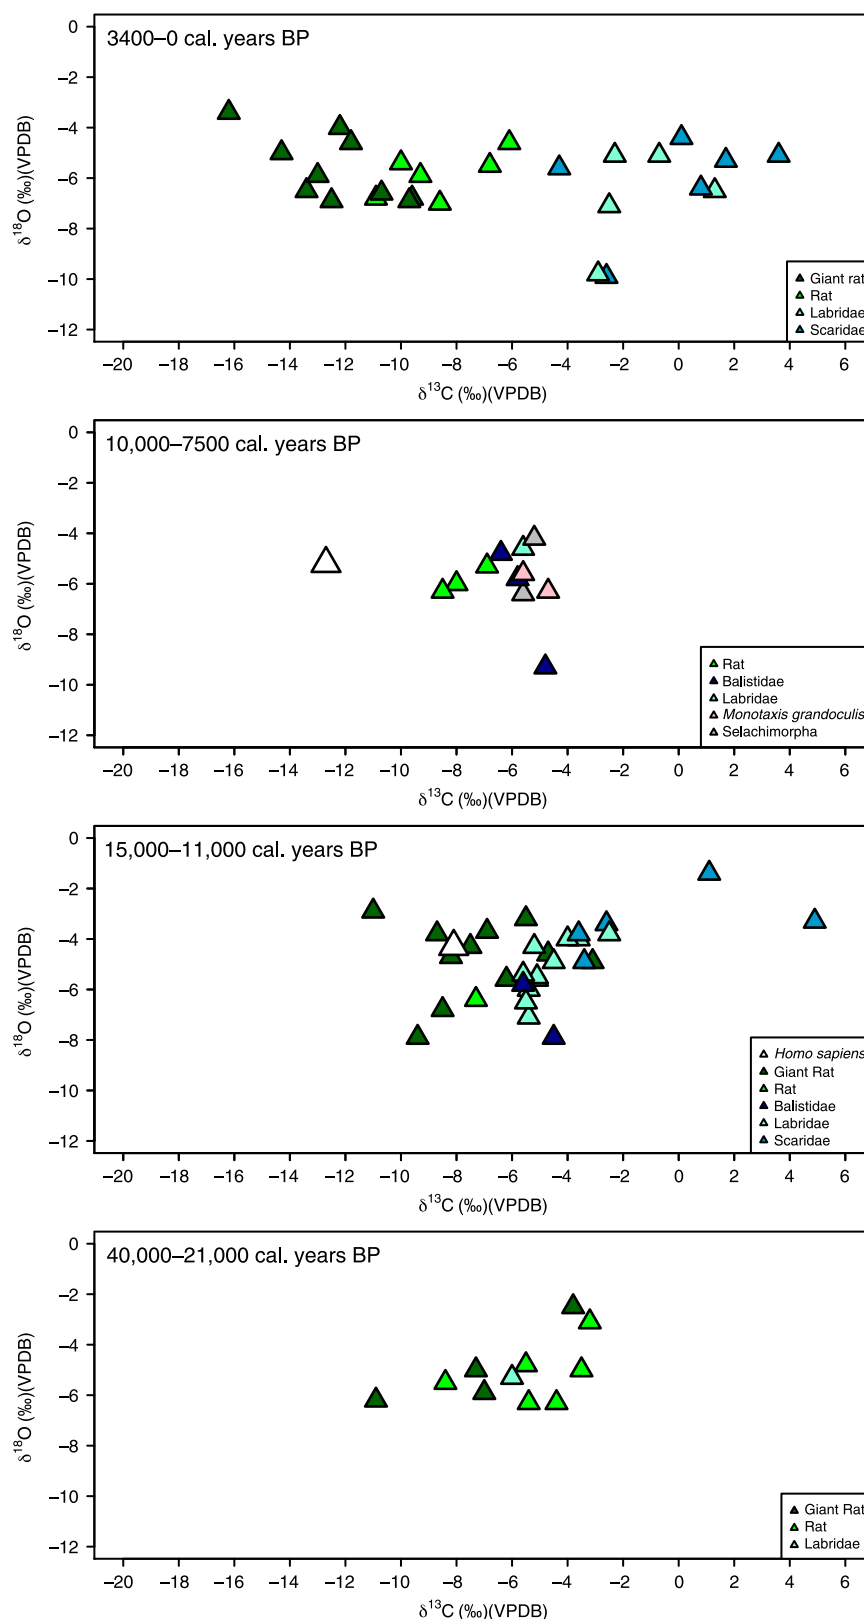 3400–0 cal. years BP
0
−2
−4
−6
−8
−10
−12
δ18O (‰)(VPDB)
Giant rat
Rat
Labridae
Scaridae
−20 −18 −16 −14 −12 −10 −8 −6 −4 −2 0 2 4 6
δ13C (‰)(VPDB)
10,000–7500 cal. years BP
0
−2
−4
−6
−8
−10
−12
δ18O (‰)(VPDB)
Rat
Balistidae
Labridae
Monotaxis grandoculis
Selachimorpha
−20 −18 −16 −14 −12 −10 −8 −6 −4 −2 0 2 4 6
δ13C (‰)(VPDB)
15,000–11,000 cal. years BP
0
−2
−4
−6
−8
−10
−12
δ18O (‰)(VPDB)
Homo sapiens
Giant Rat
Rat
Balistidae
Labridae
Scaridae
−20 −18 −16 −14 −12 −10 −8 −6 −4 −2 0 2 4 6
δ13C (‰)(VPDB)
40,000–21,000 cal. years BP
0
−2
−4
−6
−8
−10
−12
δ18O (‰)(VPDB)
Giant Rat
Rat
Labridae
−20 −18 −16 −14 −12 −10 −8 −6 −4 −2 0 2 4 6
δ13C (‰)(VPDB)